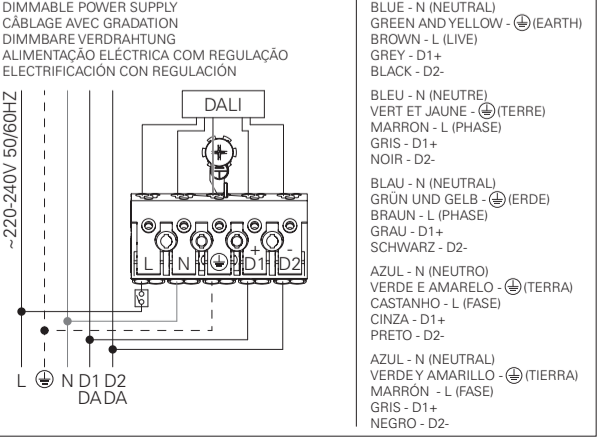 DIMMABLE POWER SUPPLY
CÂBLAGE AVEC GRADATION
DIMMBARE VERDRAHTUNG
ALIMENTAÇÃO ELÉCTRICA COM REGULAÇÃO
ELECTRIFICACIÓN CON REGULACIÓN
~220-240V 50/60HZ
DALI
L N + D1 - D2
L N D1 D2
DA DA
BLUE - N (NEUTRAL)
GREEN AND YELLOW - (EARTH)
BROWN - L (LIVE)
GREY - D1+
BLACK - D2-
BLEU - N (NEUTRE)
VERT ET JAUNE - (TERRE)
MARRON - L (PHASE)
GRIS - D1+
NOIR - D2-
BLAU - N (NEUTRAL)
GRÜN UND GELB - (ERDE)
BRAUN - L (PHASE)
GRAU - D1+
SCHWARZ - D2-
AZUL - N (NEUTRO)
VERDE E AMARELO - (TERRA)
CASTANHO - L (FASE)
CINZA - D1+
PRETO - D2-
AZUL - N (NEUTRAL)
VERDE Y AMARILLO - (TIERRA)
MARRÓN - L (FASE)
GRIS - D1+
NEGRO - D2-